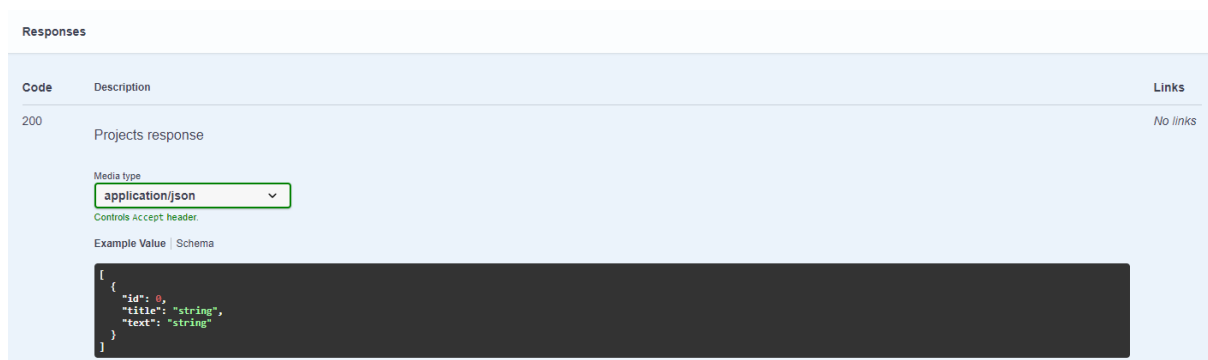 Responses
Code Description Links
200 Projects response No links
Media type
application/json
Controls Accept header.
Example Value | Schema
[
  {
    "id": 0,
    "title": "string",
    "text": "string"
  }
]